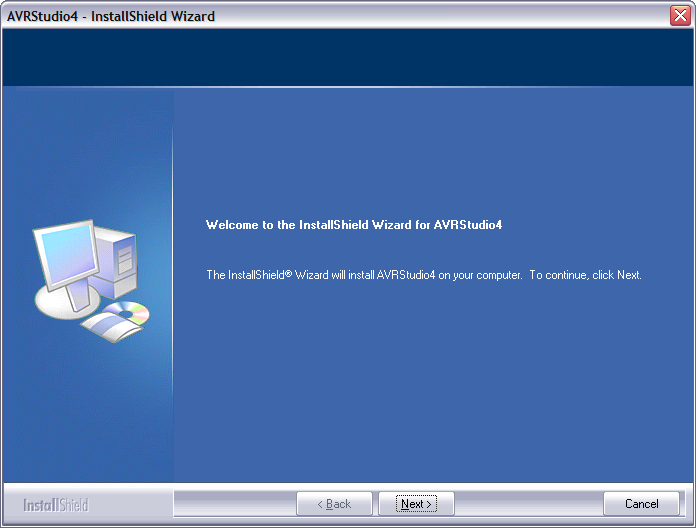 AVRStudio4 - InstallShield Wizard
Welcome to the InstallShield Wizard for AVRStudio4
The InstallShield® Wizard will install AVRStudio4 on your computer.  To continue, click Next.
InstallShield
< Back
Next >
Cancel